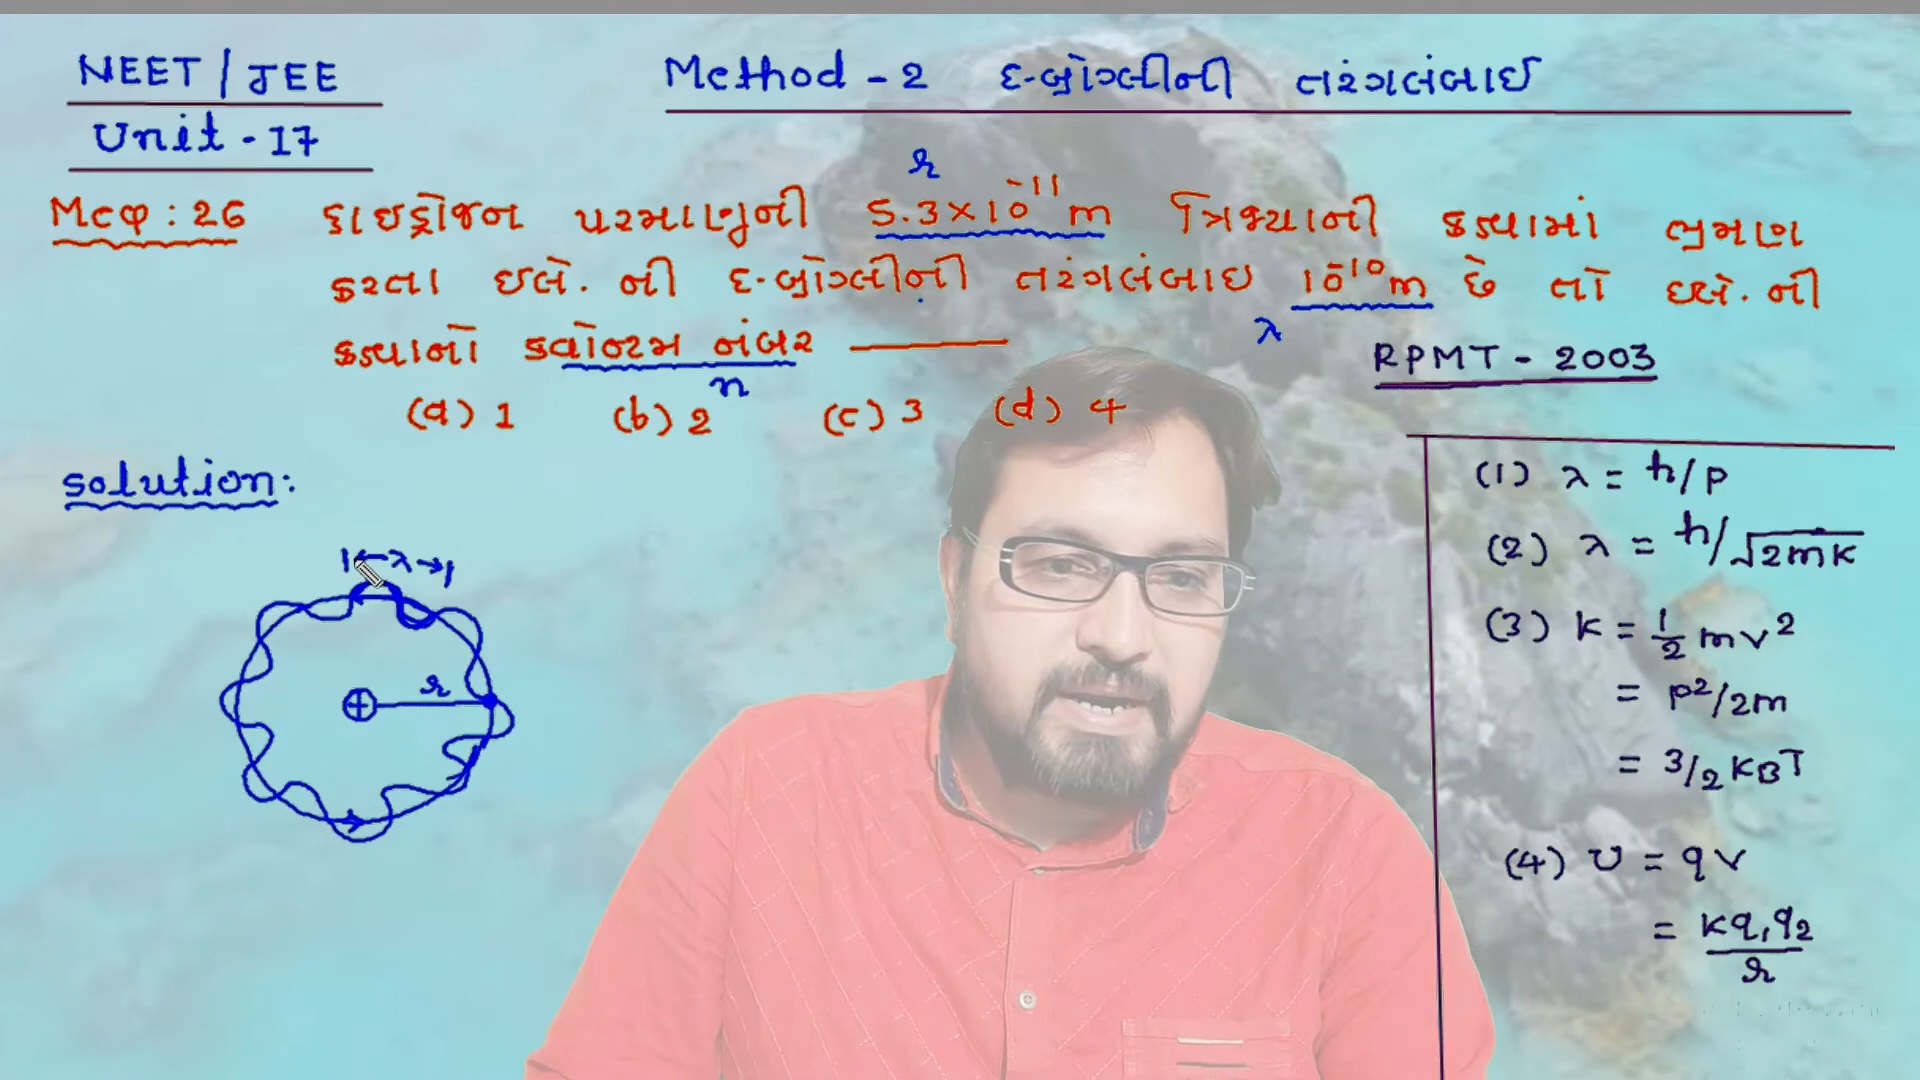 NEET / JEE
Unit - 17
Method - 2 દ-બ્રોગ્લીની તરંગલંબાઈ
r
MCQ : 26 હાઇડ્રોજન પરમાણુની 5.3×10⁻¹¹ m ત્રિજ્યાની કક્ષામાં ભ્રમણ
કરતા ઇલે. ની દ-બ્રોગ્લીની તરંગલંબાઇ 10⁻¹⁰ m છે તો ઇલે. ની
કક્ષાનો ક્વોન્ટમ નંબર ———
λ
n
RPMT - 2003
(a) 1 (b) 2 (c) 3 (d) 4
solution:
λ
r
+
(1) λ = h/p
(2) λ = h/√2mK
(3) K = 1/2 mv²
= p²/2m
= 3/2 KBT
(4) U = qV
= Kq₁q₂/r